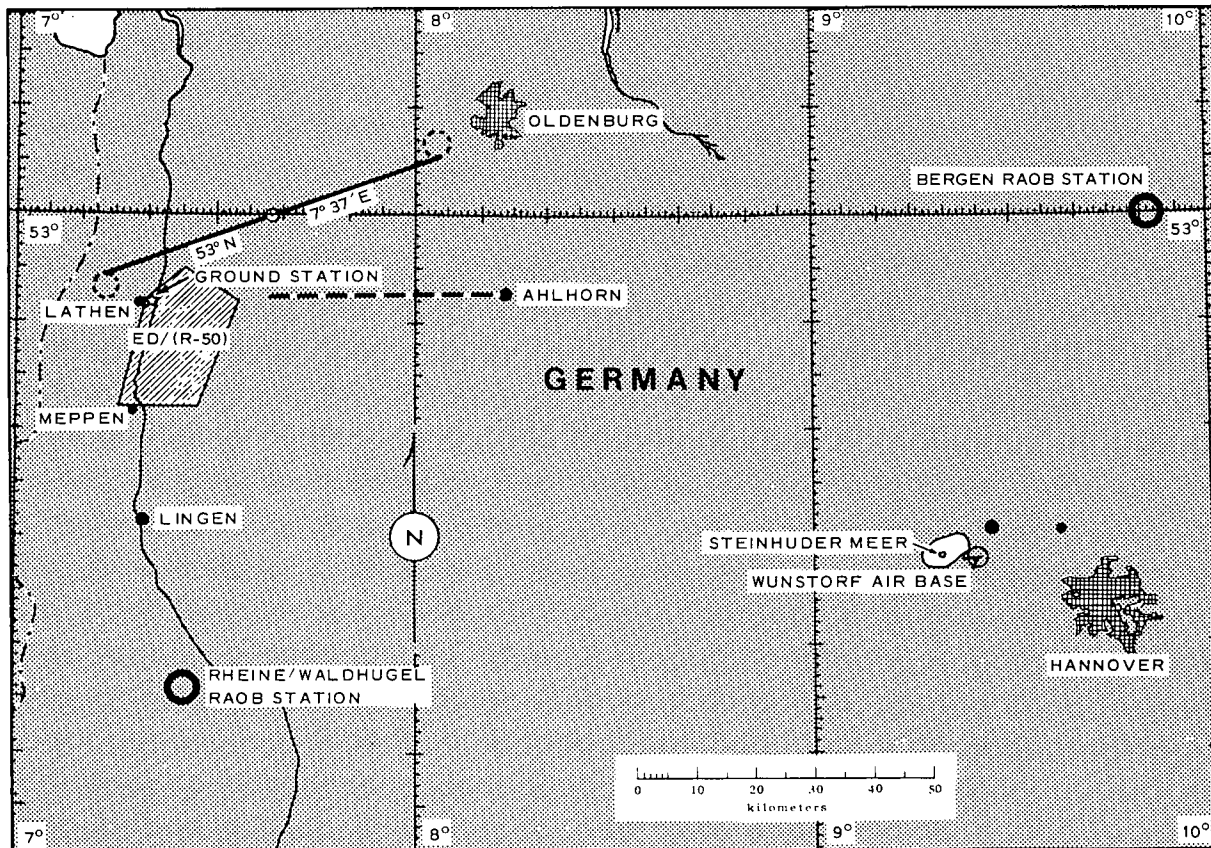 7°
8°
9°
10°
OLDENBURG
BERGEN RAOB STATION
7° 37′ E
53°
53° N
53°
GROUND STATION
LATHEN
AHLHORN
ED/(R-50)
GERMANY
MEPPEN
LINGEN
N
STEINHUDER MEER
WUNSTORF AIR BASE
HANNOVER
RHEINE/WALDHUGEL
RAOB STATION
0 10 20 30 40 50
kilometers
7°
8°
9°
10°